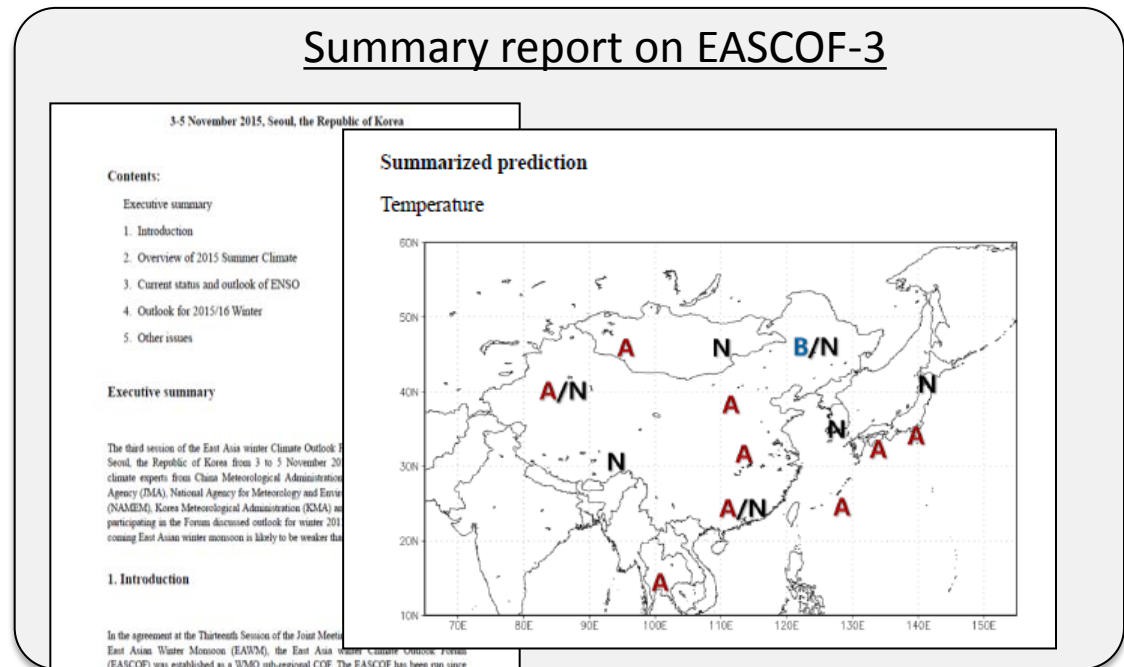 Summary report on EASCOF-3
3-5 November 2015, Seoul, the Republic of Korea
Contents:
Executive summary
1. Introduction
2. Overview of 2015 Summer Climate
3. Current status and outlook of ENSO
4. Outlook for 2015/16 Winter
5. Other issues
Executive summary
The third session of the East Asia winter Climate Outlook F
Seoul, the Republic of Korea from 3 to 5 November 20
climate experts from China Meteorological Administration
Agency (JMA), National Agency for Meteorology and Envir
(NAMEM), Korea Meteorological Administration (KMA) an
participating in the Forum discussed outlook for winter 201
coming East Asian winter monsoon is likely to be weaker tha
1. Introduction
In the agreement at the Thirteenth Session of the Joint Meeti
East Asian Winter Monsoon (EAWM), the East Asia winter Climate Outlook Forum
(EASCOF) was established as a WMO sub-regional COF. The EASCOF has been run since
Summarized prediction
Temperature
60N
50N
A N B/N
40N
A/N A N
N A A
A
30N
N
A/N A
20N
A
10N
70E 80E 90E 100E 110E 120E 130E 140E 150E